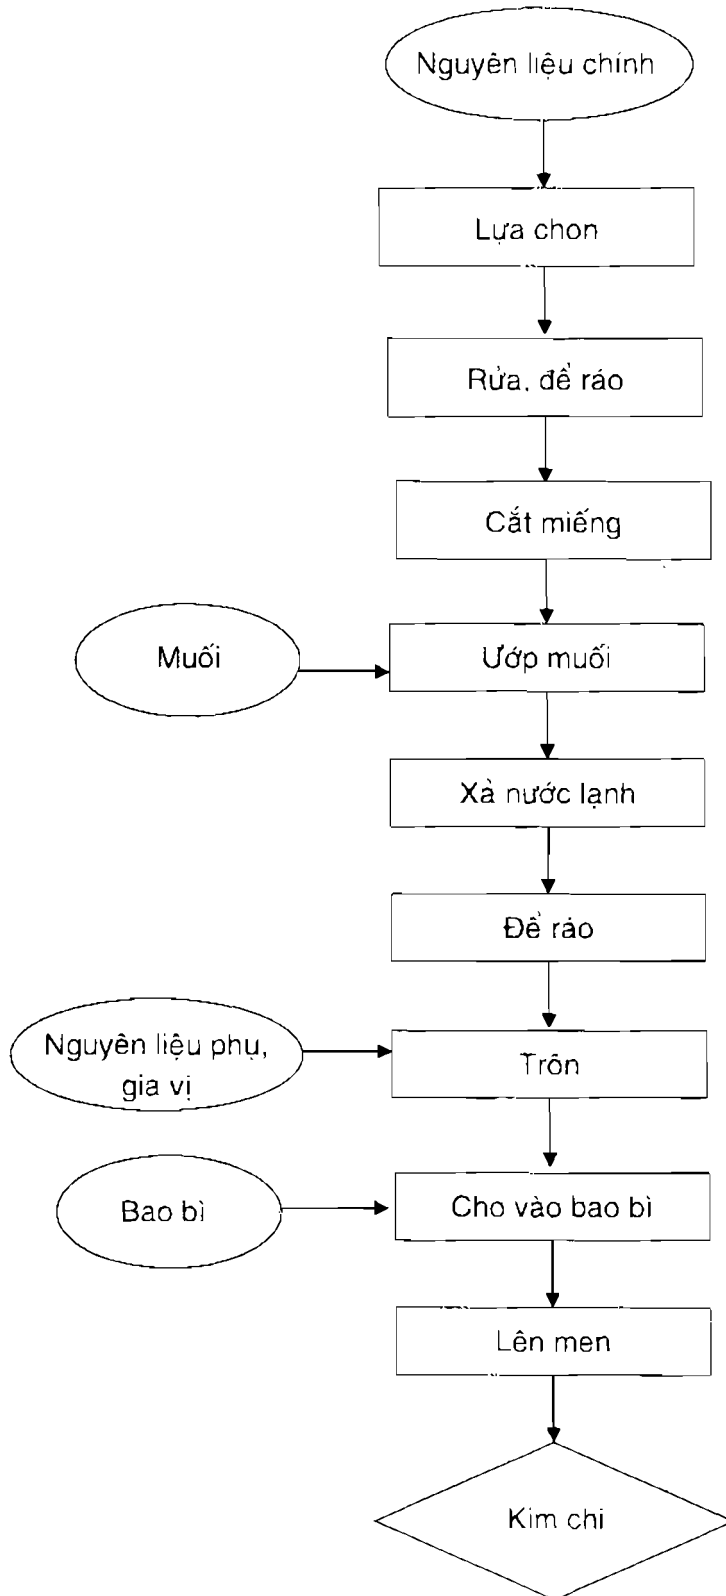 Nguyên liệu chính
Lựa chon
Rửa, để ráo
Cắt miếng
Muối
Ướp muối
Xả nước lạnh
Để ráo
Nguyên liệu phụ,
gia vị
Trôn
Bao bì
Cho vào bao bì
Lên men
Kim chi